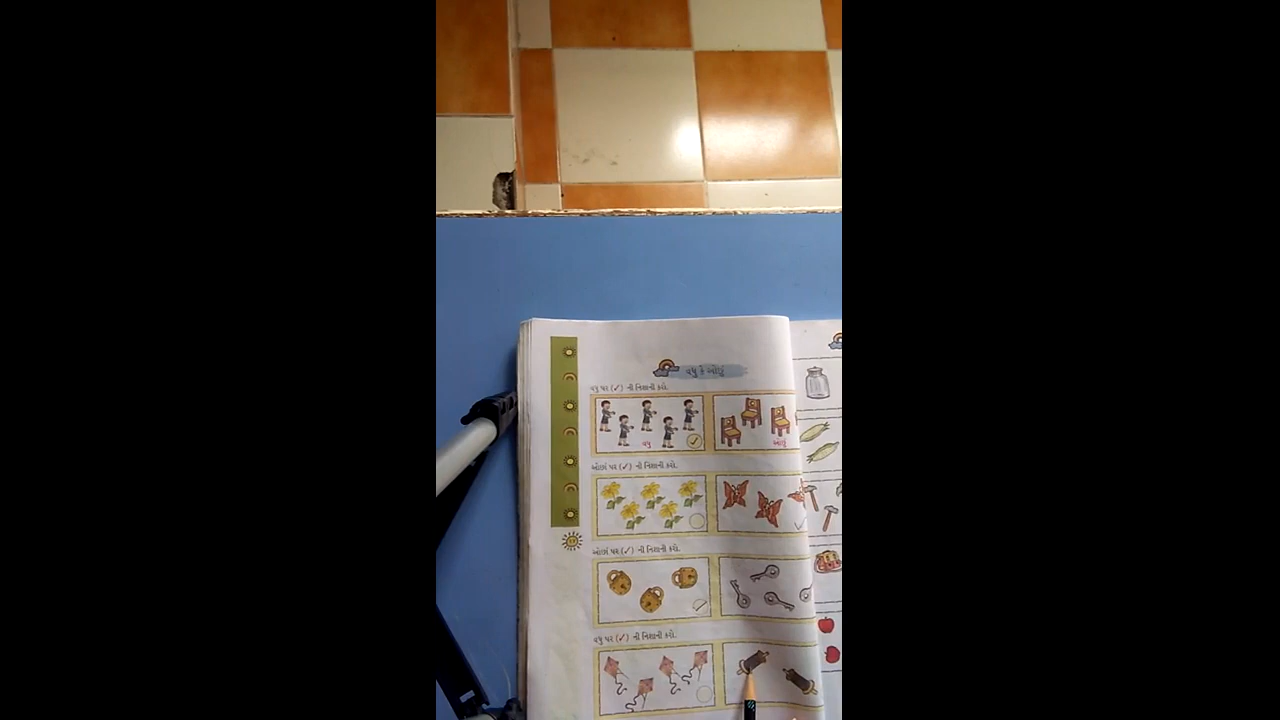 વધુ કે ઓછું
વધુ પર (✓) ની નિશાની કરો.
વધુ ઓછું
ઓછાં પર (✓) ની નિશાની કરો.
ઓછાં પર (✓) ની નિશાની કરો.
વધુ પર (✓) ની નિશાની કરો.